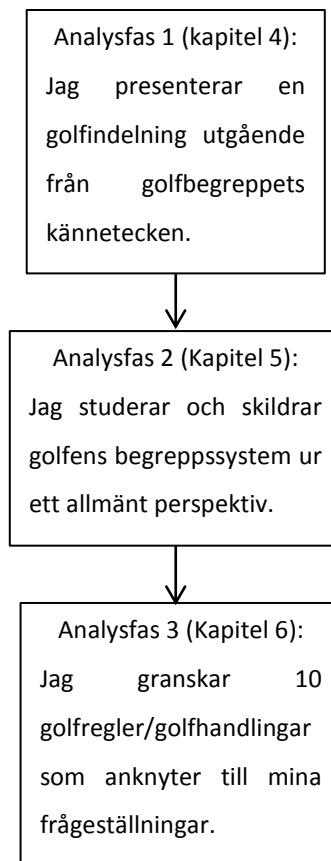 Analysfas 1 (kapitel 4):
Jag presenterar en
golfindelning utgående
från golfbegreppets
kännetecken.
Analysfas 2 (Kapitel 5):
Jag studerar och skildrar
golfens begreppssystem ur
ett allmänt perspektiv.
Analysfas 3 (Kapitel 6):
Jag granskar 10
golfregler/golfhandlingar
som anknyter till mina
frågeställningar.